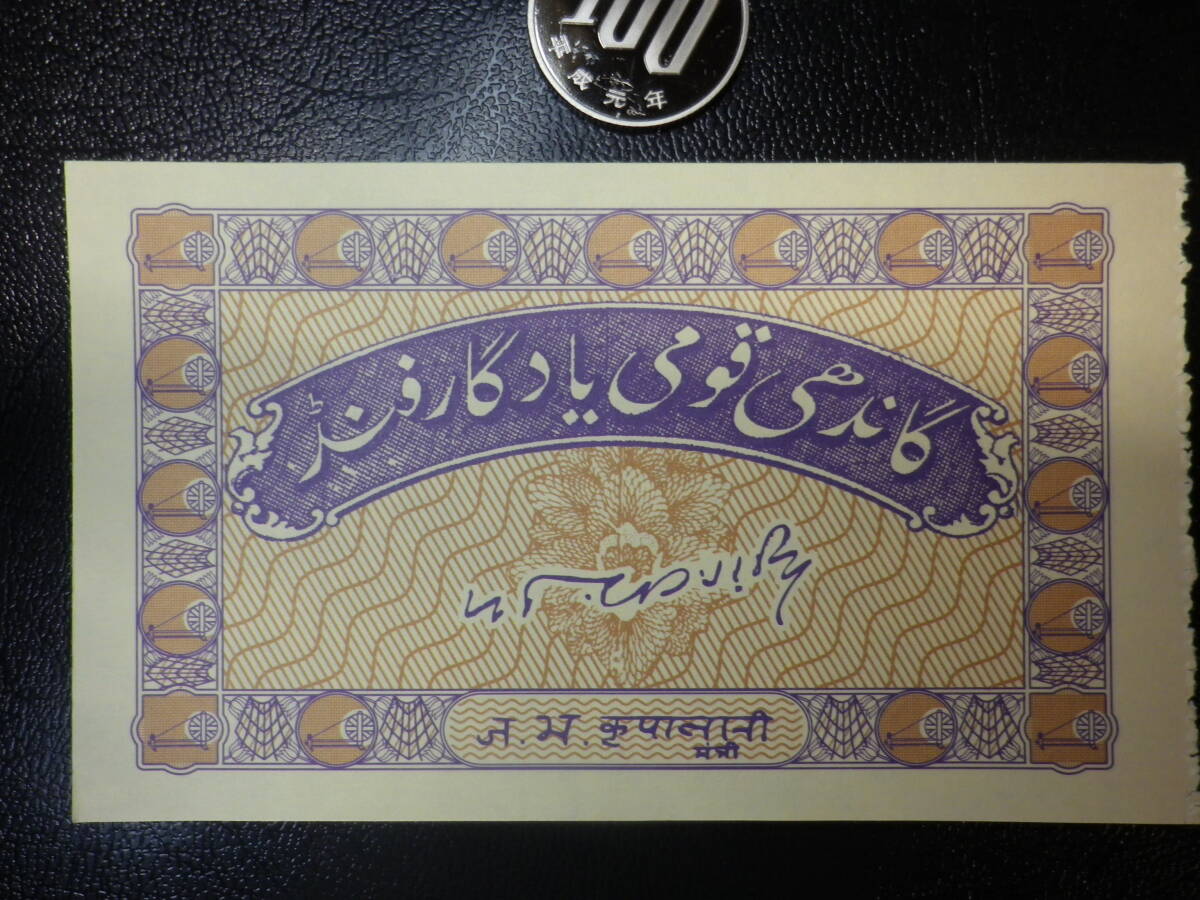 100
平成元年
گاندھی قومی یادگار فنڈ
ज. भ. कृपालानी
मंत्री